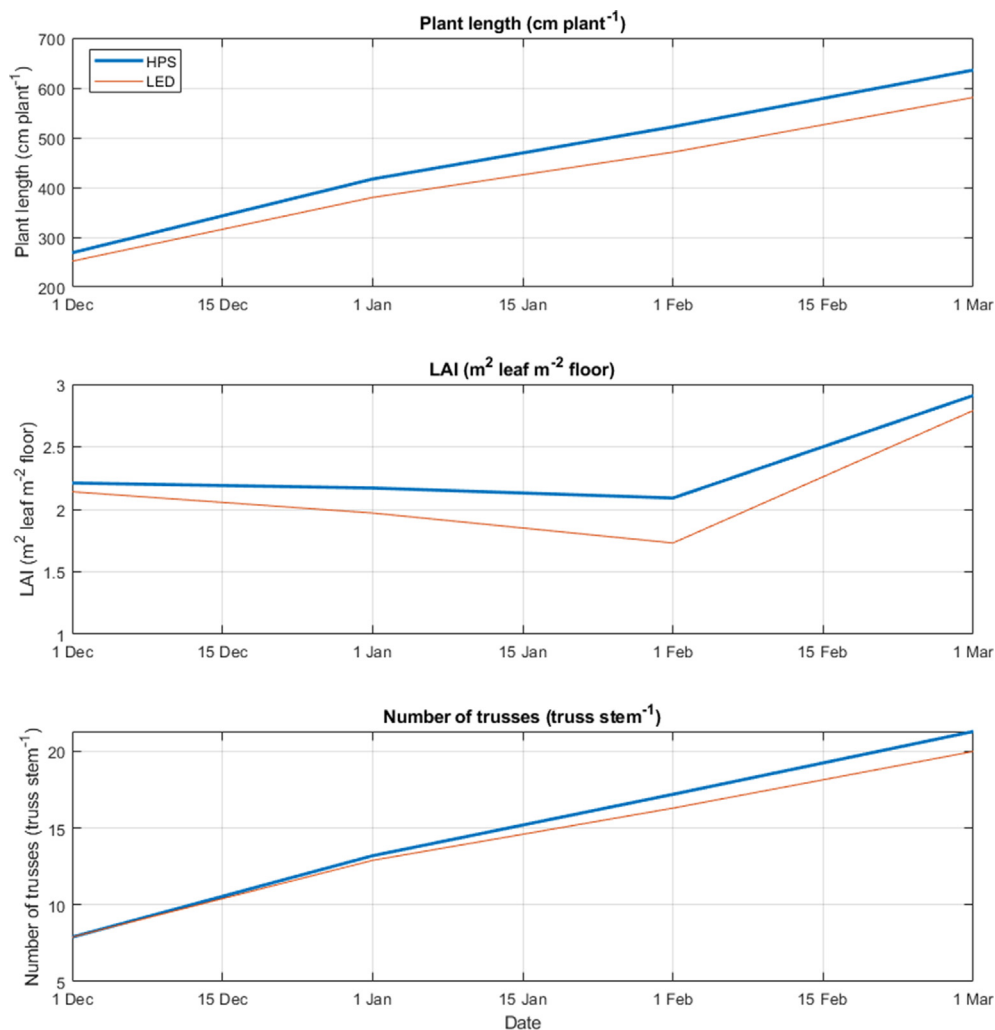 Plant length (cm plant⁻¹)
Plant length (cm plant⁻¹)
700
600
500
400
300
200
HPS
LED
1 Dec 15 Dec 1 Jan 15 Jan 1 Feb 15 Feb 1 Mar
LAI (m² leaf m⁻² floor)
LAI (m² leaf m⁻² floor)
3
2.5
2
1.5
1
1 Dec 15 Dec 1 Jan 15 Jan 1 Feb 15 Feb 1 Mar
Number of trusses (truss stem⁻¹)
Number of trusses (truss stem⁻¹)
20
15
10
5
1 Dec 15 Dec 1 Jan 15 Jan 1 Feb 15 Feb 1 Mar
Date